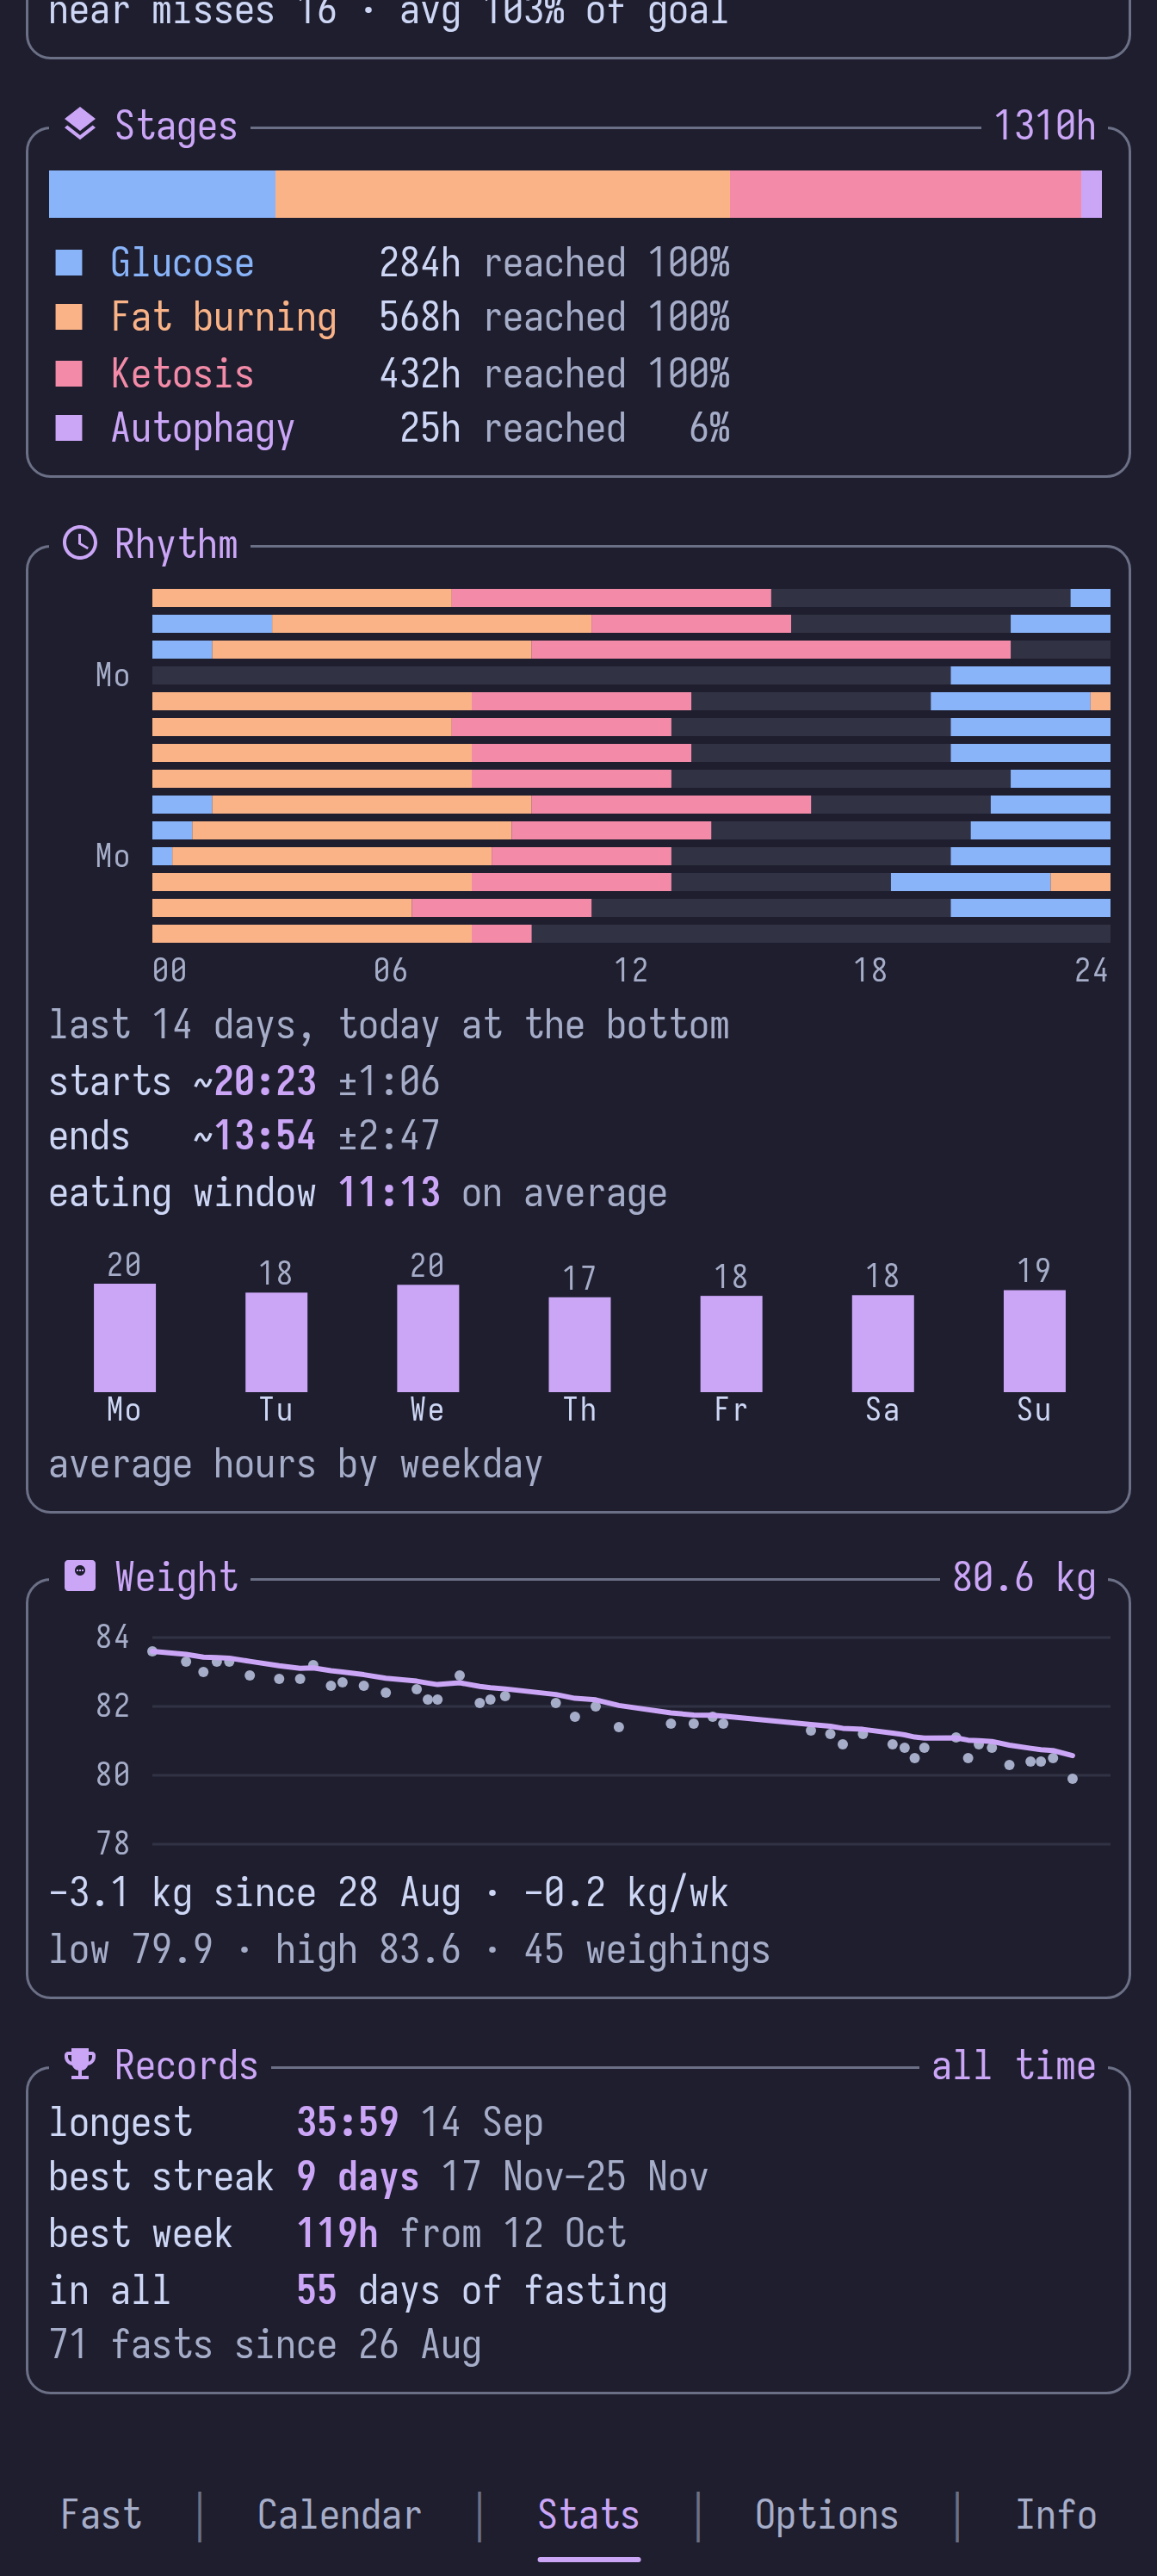 near misses 16 · avg 103% of goal
Stages 1310h
Glucose 284h reached 100%
Fat burning 568h reached 100%
Ketosis 432h reached 100%
Autophagy 25h reached 6%
Rhythm
Mo
Mo
00 06 12 18 24
last 14 days, today at the bottom
starts ~20:23 ±1:06
ends ~13:54 ±2:47
eating window 11:13 on average
20 18 20 17 18 18 19
Mo Tu We Th Fr Sa Su
average hours by weekday
Weight 80.6 kg
84
82
80
78
−3.1 kg since 28 Aug · −0.2 kg/wk
low 79.9 · high 83.6 · 45 weighings
Records all time
longest 35:59 14 Sep
best streak 9 days 17 Nov–25 Nov
best week 119h from 12 Oct
in all 55 days of fasting
71 fasts since 26 Aug
Fast | Calendar | Stats | Options | Info